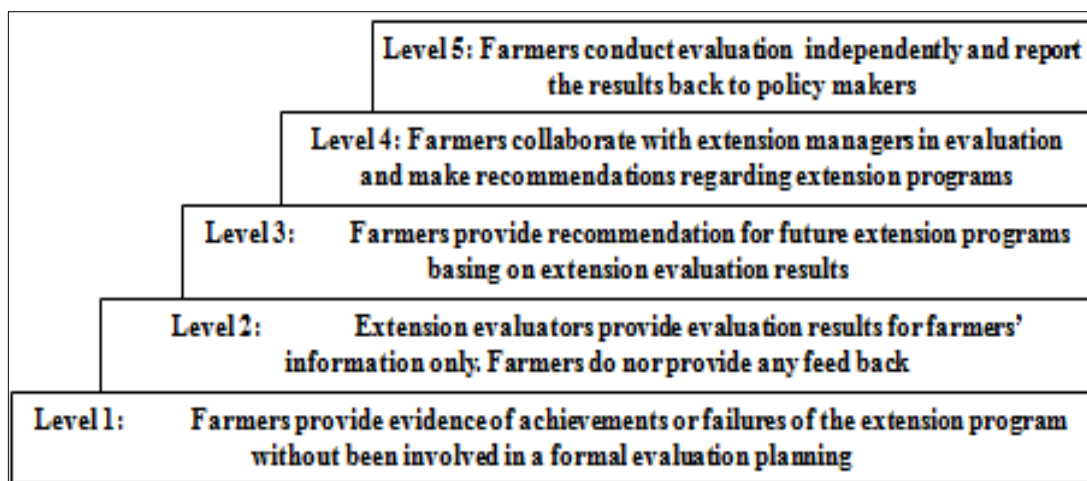 Level 5: Farmers conduct evaluation independently and report
the results back to policy makers
Level 4: Farmers collaborate with extension managers in evaluation
and make recommendations regarding extension programs
Level 3: Farmers provide recommendation for future extension programs
basing on extension evaluation results
Level 2: Extension evaluators provide evaluation results for farmers’
information only. Farmers do nor provide any feed back
Level 1: Farmers provide evidence of achievements or failures of the extension program
without been involved in a formal evaluation planning